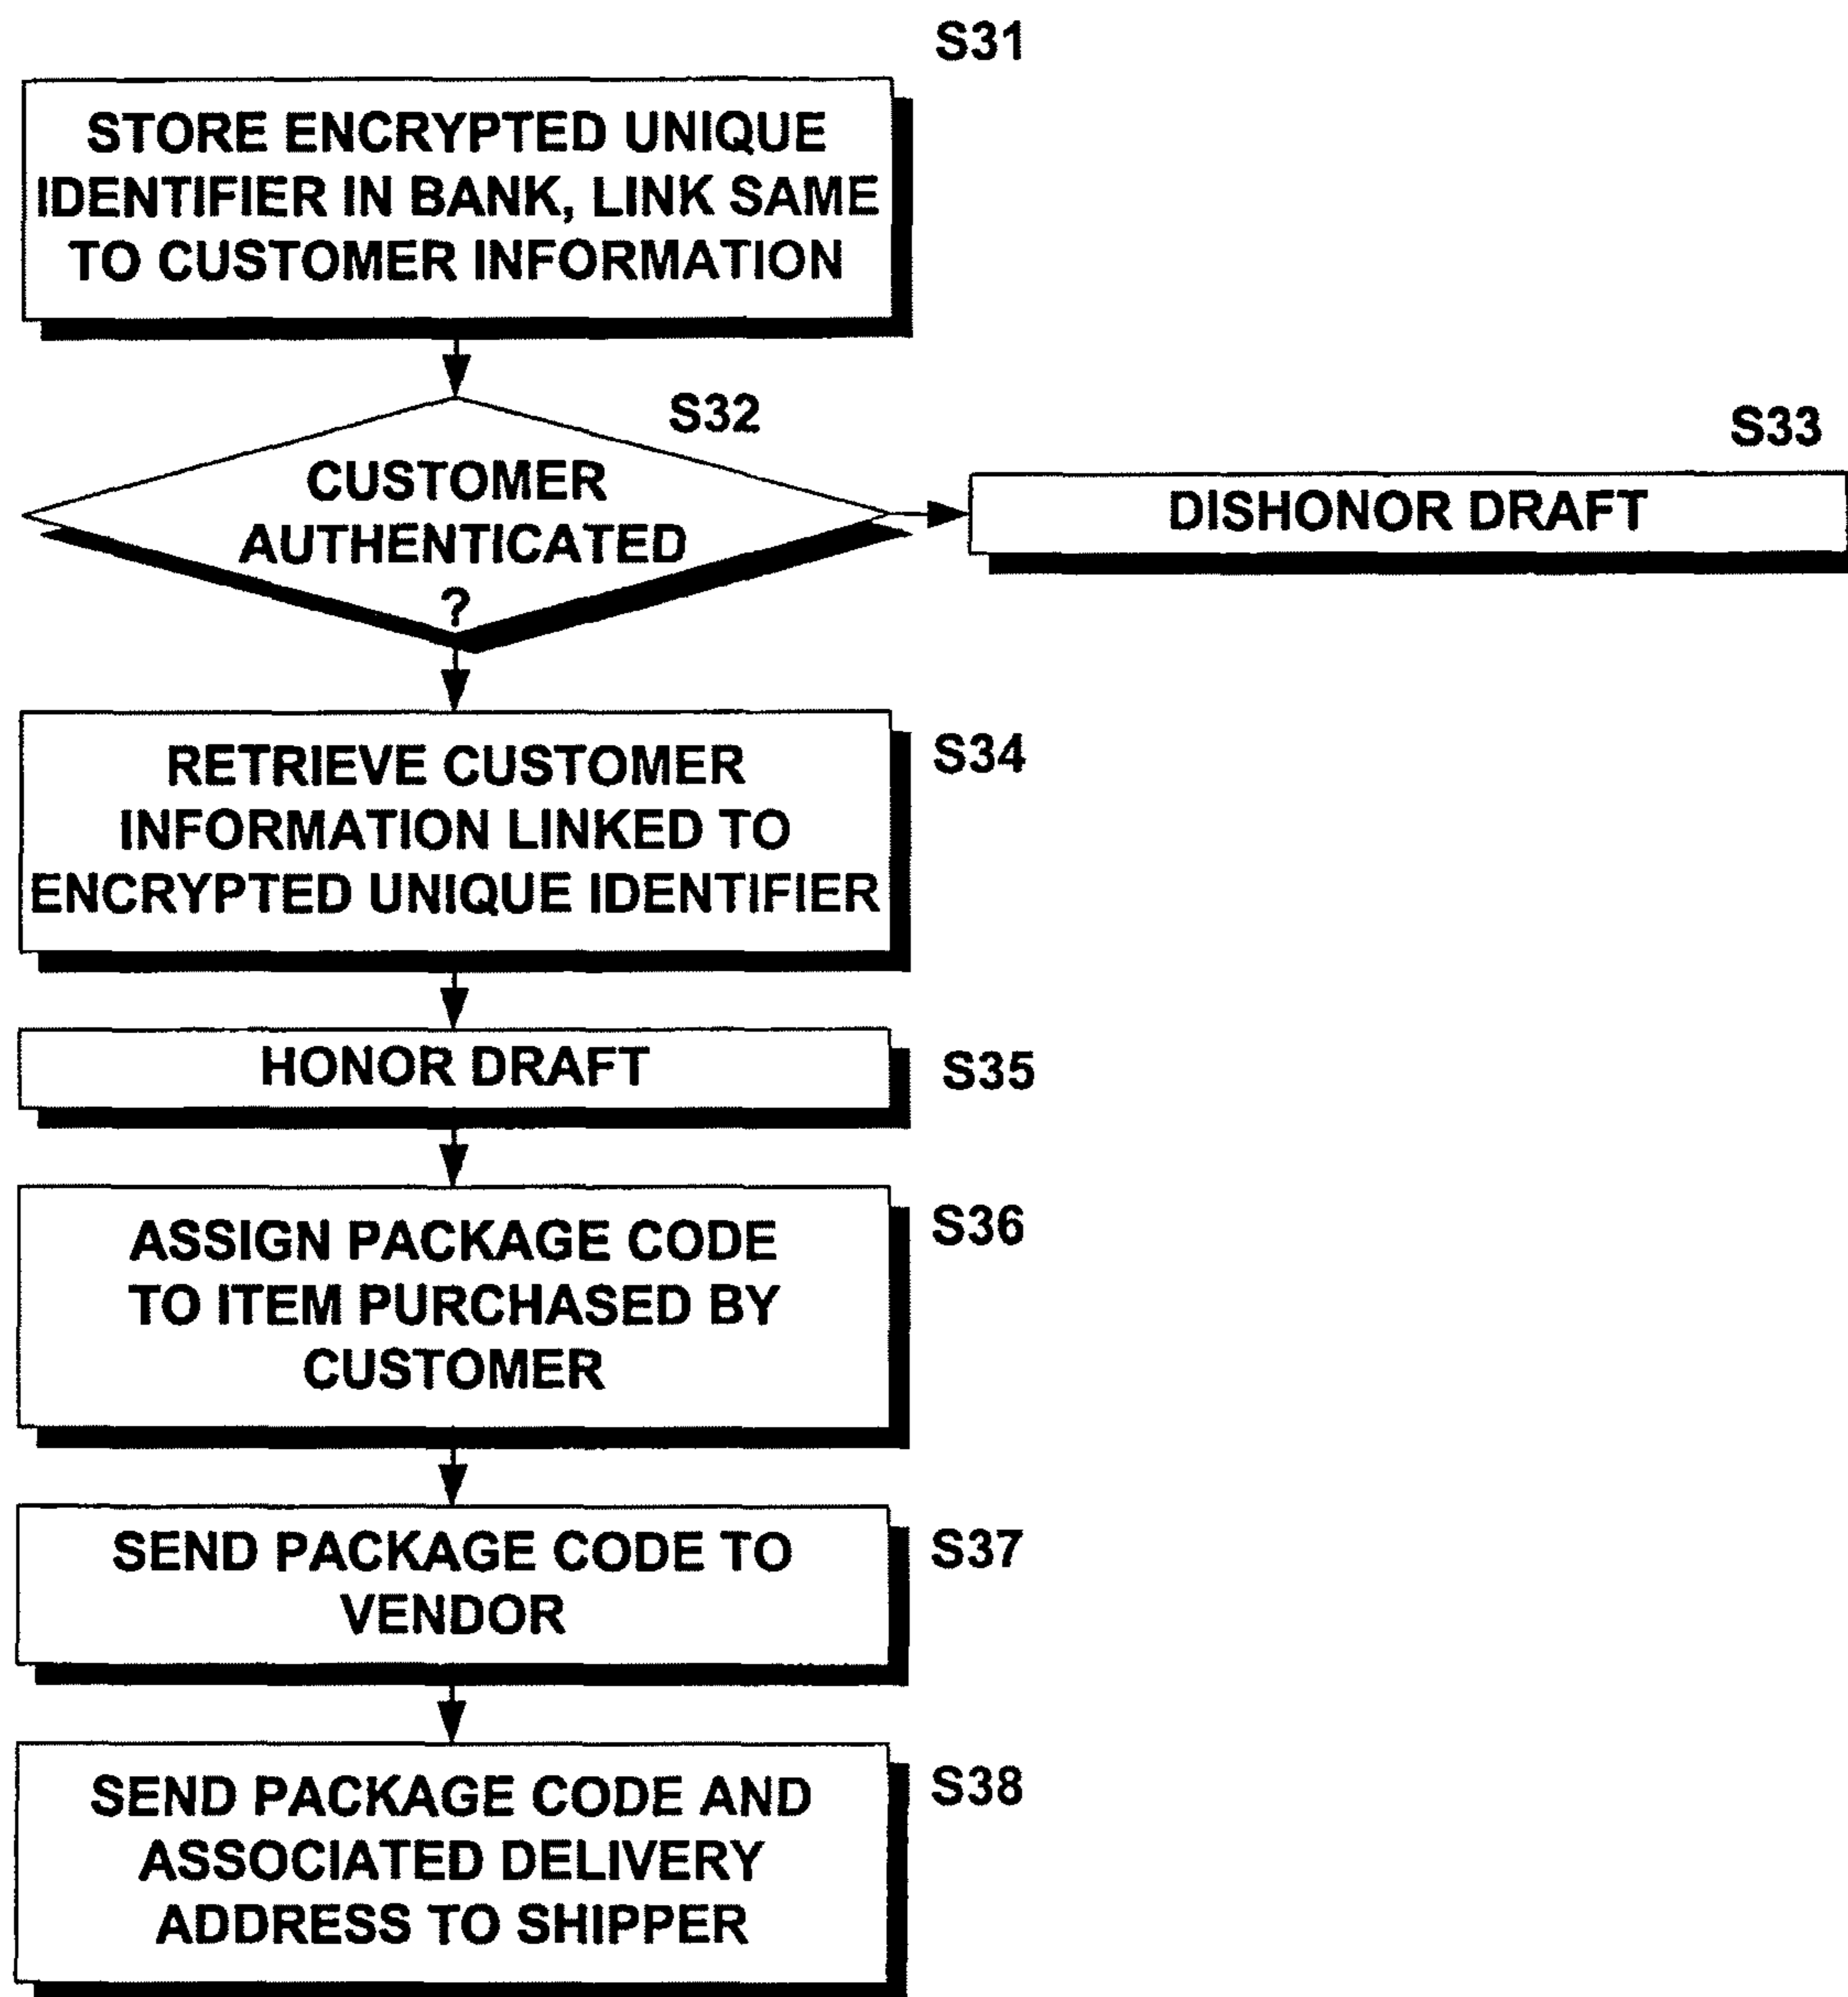 S31
STORE ENCRYPTED UNIQUE
IDENTIFIER IN BANK, LINK SAME
TO CUSTOMER INFORMATION
S32
CUSTOMER
AUTHENTICATED
?
S33
DISHONOR DRAFT
S34
RETRIEVE CUSTOMER
INFORMATION LINKED TO
ENCRYPTED UNIQUE IDENTIFIER
HONOR DRAFT
S35
ASSIGN PACKAGE CODE
TO ITEM PURCHASED BY
CUSTOMER
S36
SEND PACKAGE CODE TO
VENDOR
S37
SEND PACKAGE CODE AND
ASSOCIATED DELIVERY
ADDRESS TO SHIPPER
S38